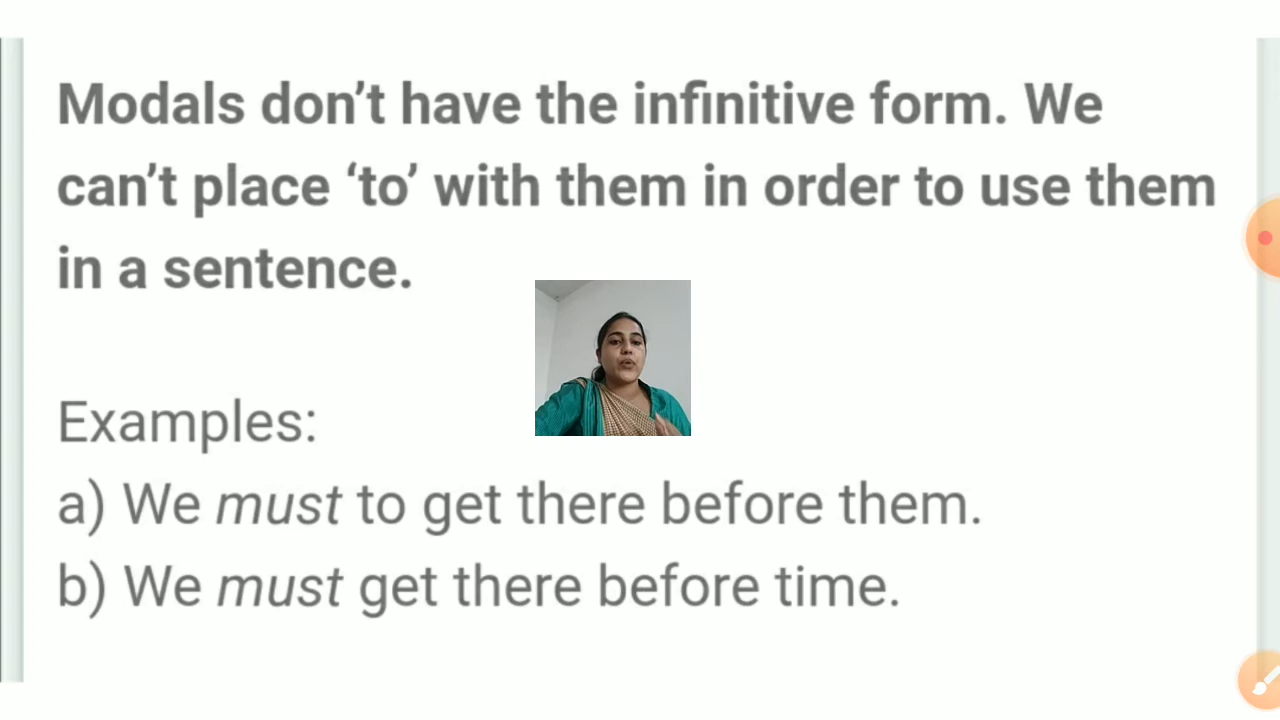 Modals don’t have the infinitive form. We
can’t place ‘to’ with them in order to use them
in a sentence.
Examples:
a) We must to get there before them.
b) We must get there before time.